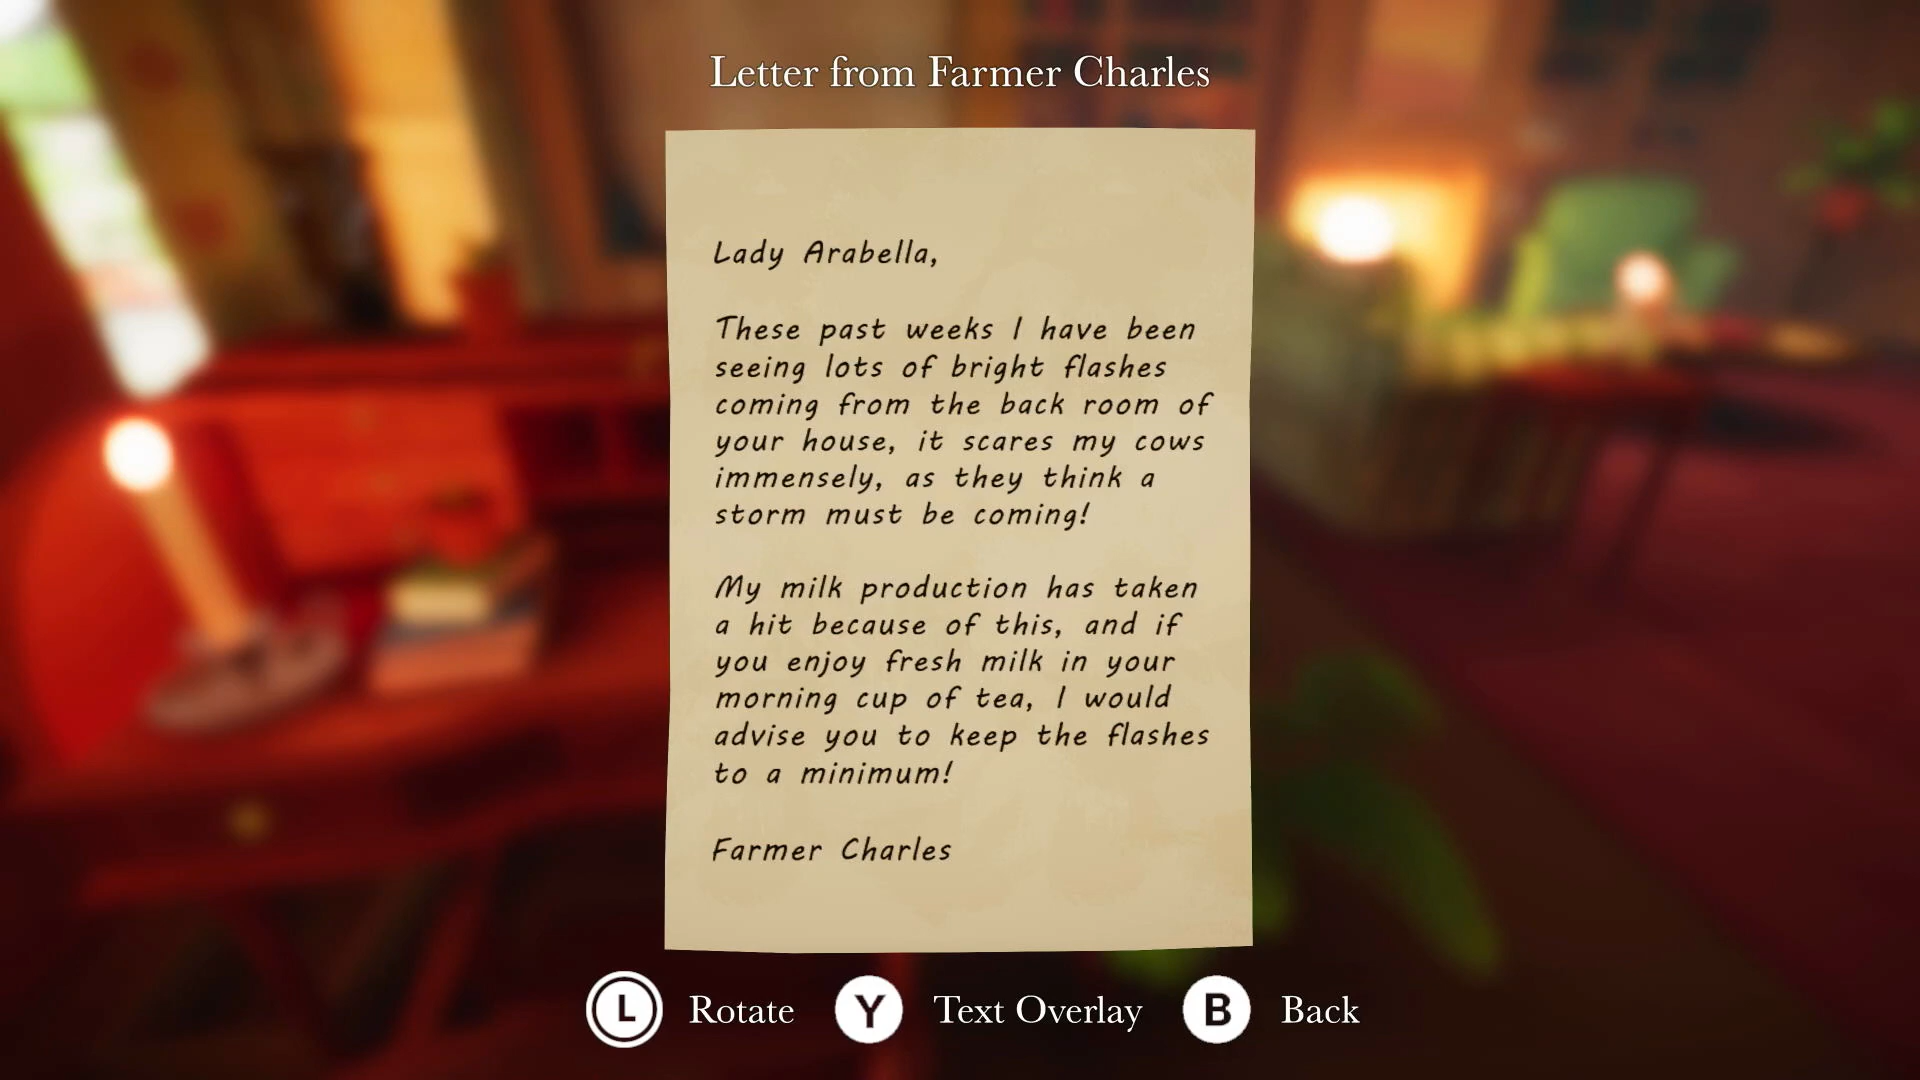 Letter from Farmer Charles
Lady Arabella,
These past weeks I have been
seeing lots of bright flashes
coming from the back room of
your house, it scares my cows
immensely, as they think a
storm must be coming!
My milk production has taken
a hit because of this, and if
you enjoy fresh milk in your
morning cup of tea, I would
advise you to keep the flashes
to a minimum!
Farmer Charles
L Rotate Y Text Overlay B Back